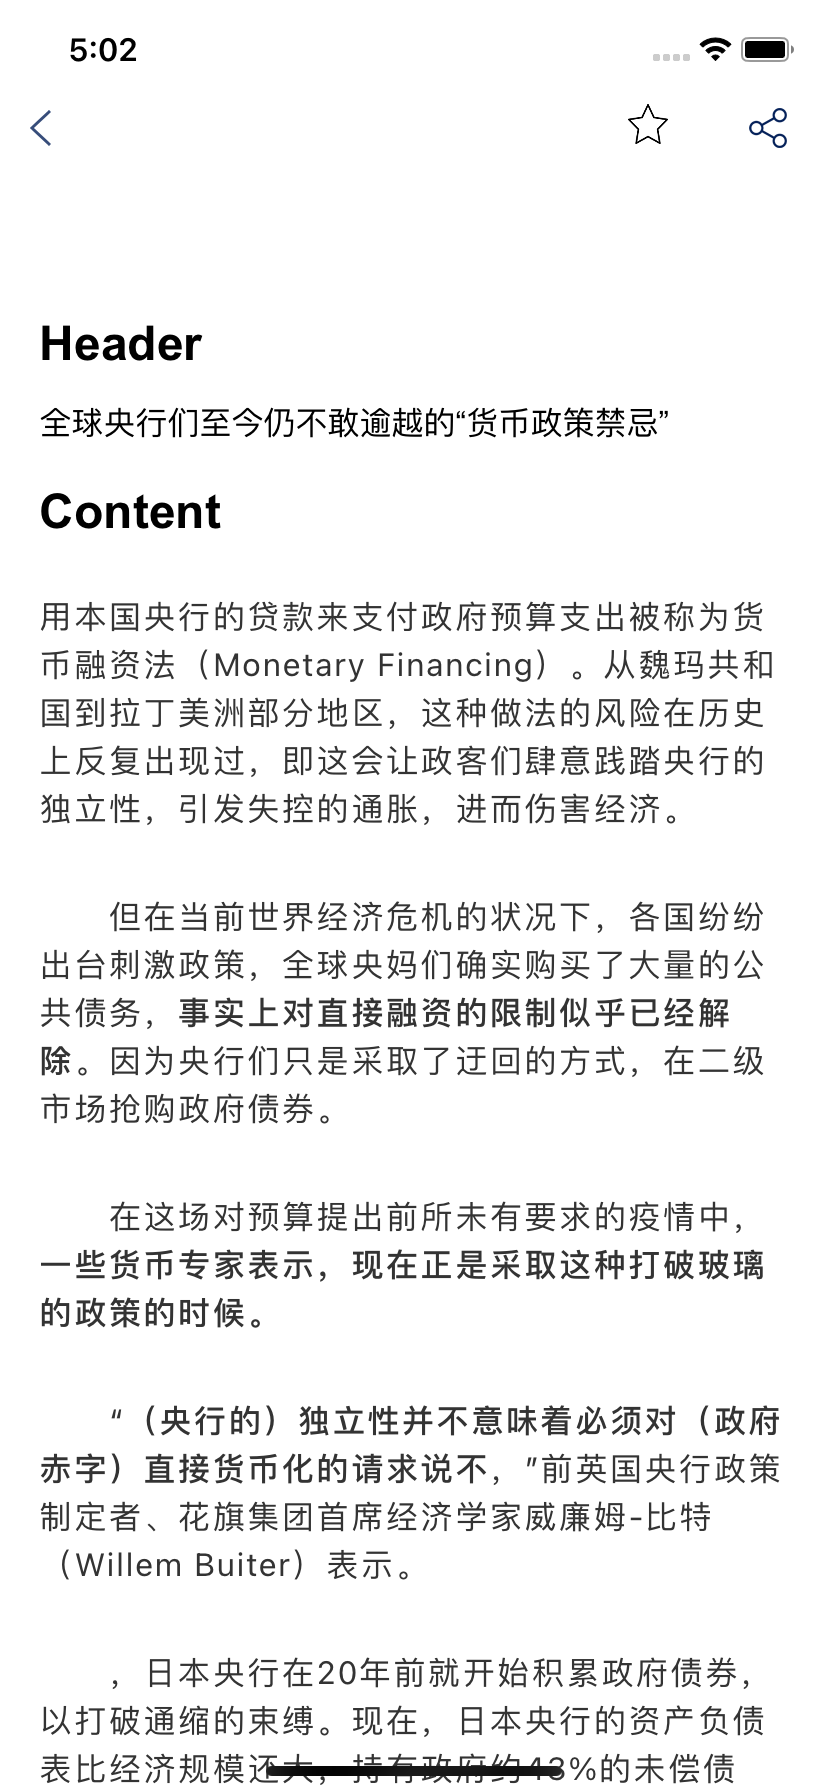 5:02
Header
全球央行们至今仍不敢逾越的“货币政策禁忌”
Content
用本国央行的贷款来支付政府预算支出被称为货
币融资法（Monetary Financing）。从魏玛共和
国到拉丁美洲部分地区，这种做法的风险在历史
上反复出现过，即这会让政客们肆意践踏央行的
独立性，引发失控的通胀，进而伤害经济。
但在当前世界经济危机的状况下，各国纷纷
出台刺激政策，全球央妈们确实购买了大量的公
共债务，事实上对直接融资的限制似乎已经解
除。因为央行们只是采取了迂回的方式，在二级
市场抢购政府债券。
在这场对预算提出前所未有要求的疫情中，
一些货币专家表示，现在正是采取这种打破玻璃
的政策的时候。
“（央行的）独立性并不意味着必须对（政府
赤字）直接货币化的请求说不，”前英国央行政策
制定者、花旗集团首席经济学家威廉姆-比特
（Willem Buiter）表示。
，日本央行在20年前就开始积累政府债券，
以打破通缩的束缚。现在，日本央行的资产负债
表比经济规模还大，持有政府约43%的未偿债